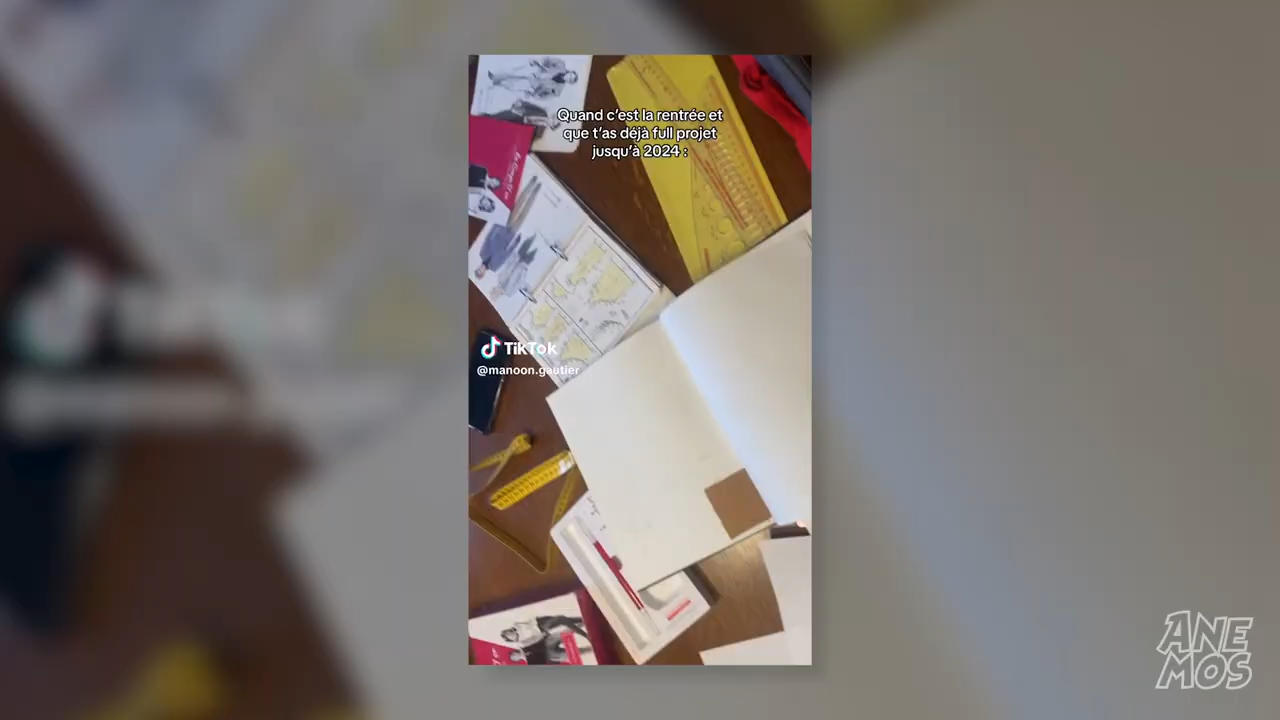 Quand c'est la rentrée et
que t'as déjà full projet
jusqu'à 2024 :
TikTok
@manoon.gautier
ANE
MOS